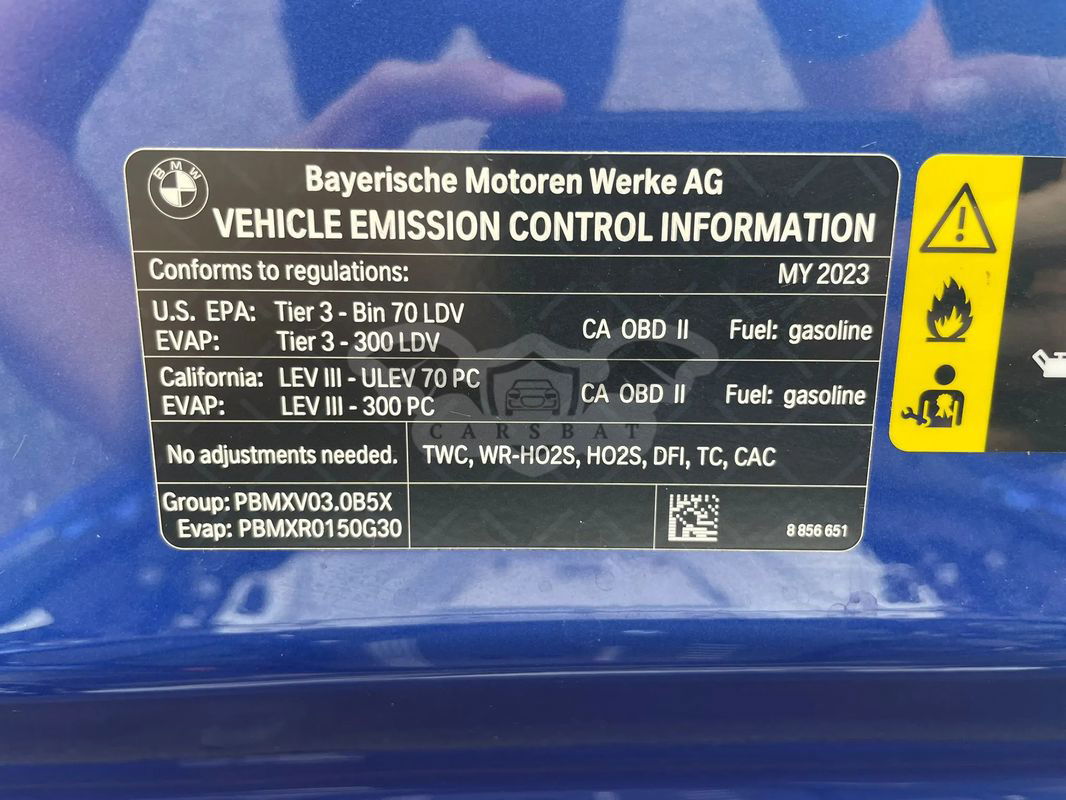 BMW
Bayerische Motoren Werke AG
VEHICLE EMISSION CONTROL INFORMATION
Conforms to regulations: MY 2023
U.S. EPA: Tier 3 - Bin 70 LDV
EVAP: Tier 3 - 300 LDV
CA OBD II Fuel: gasoline
California: LEV III - ULEV 70 PC
EVAP: LEV III - 300 PC
CA OBD II Fuel: gasoline
CARSBAT
No adjustments needed. TWC, WR-HO2S, HO2S, DFI, TC, CAC
Group: PBMXV03.0B5X
Evap: PBMXR0150G30
8 856 651